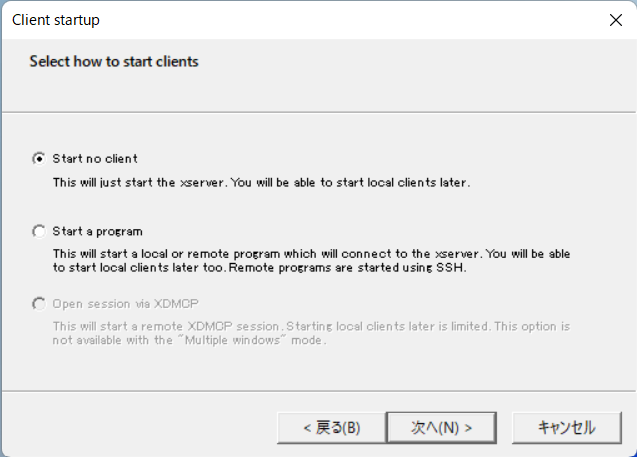 Client startup
Select how to start clients
Start no client
This will just start the xserver. You will be able to start local clients later.
Start a program
This will start a local or remote program which will connect to the xserver. You will be able
to start local clients later too. Remote programs are started using SSH.
Open session via XDMCP
This will start a remote XDMCP session. Starting local clients later is limited. This option is
not available with the "Multiple windows" mode.
< 戻る(B) 次へ(N) > キャンセル